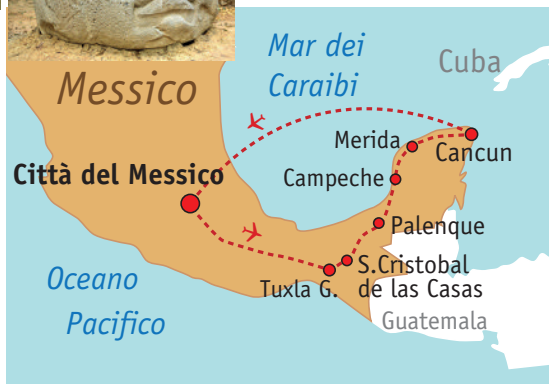 Mar dei
Caraibi
Cuba
Messico
Merida
Cancun
Città del Messico
Campeche
Palenque
S.Cristobal
de las Casas
Tuxla G.
Oceano
Pacifico
Guatemala